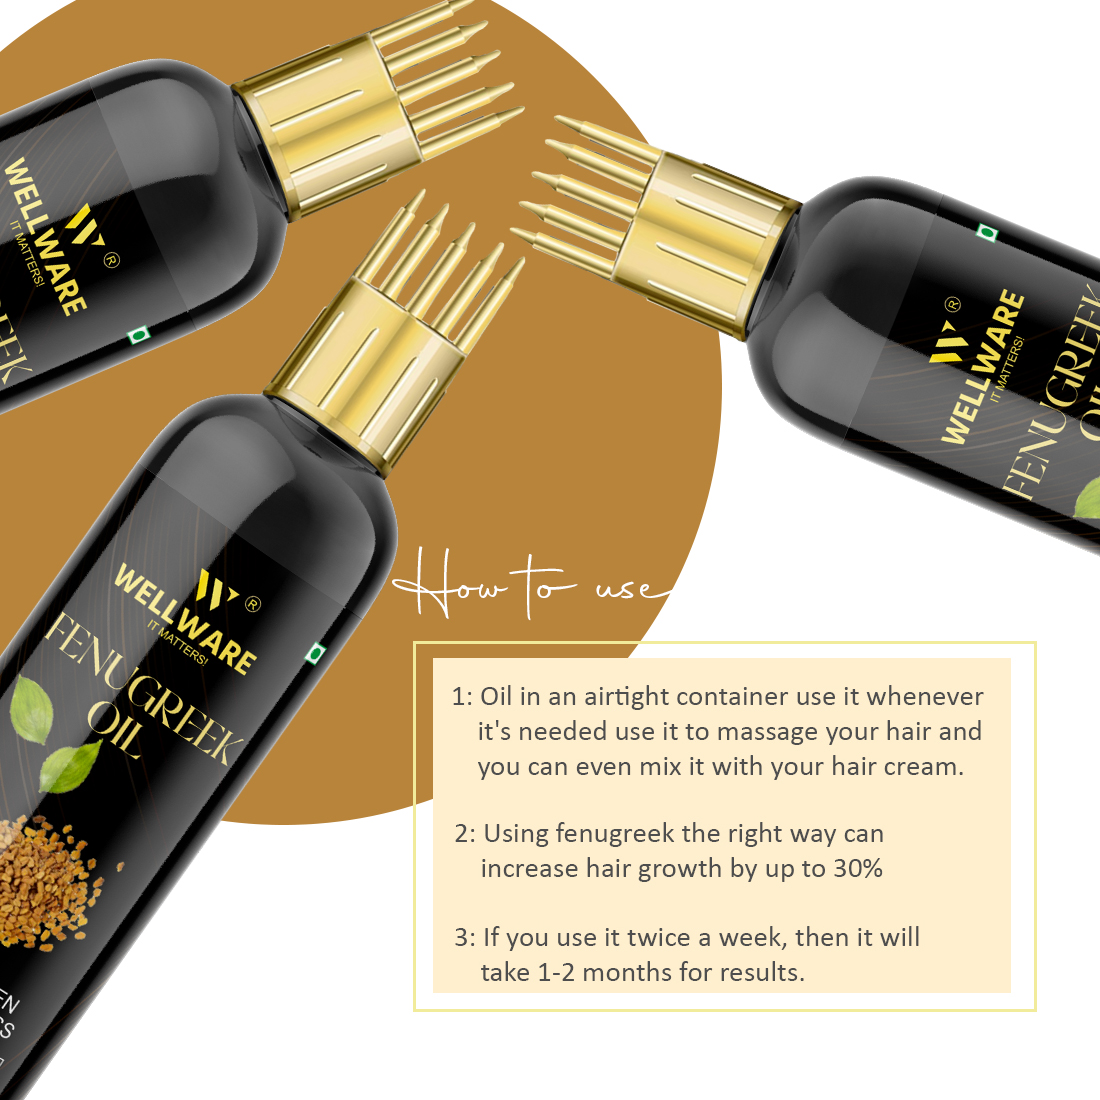 WELLWARE
IT MATTERS!
®
EEK
®
WELLWARE
IT MATTERS!
FENUGREEK
OIL
®
WELLWARE
IT MATTERS!
FENUGREEK
OIL
EN
How to use
1: Oil in an airtight container use it whenever
it's needed use it to massage your hair and
you can even mix it with your hair cream.
2: Using fenugreek the right way can
increase hair growth by up to 30%
3: If you use it twice a week, then it will
take 1-2 months for results.